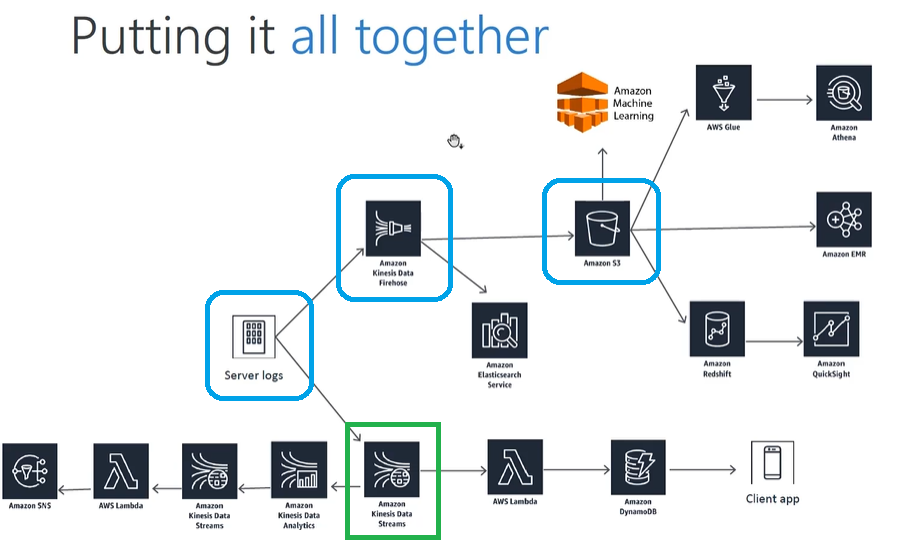 Putting it all together
Amazon
Machine
Learning
AWS Glue
Amazon
Athena
Amazon
Kinesis Data
Firehose
Amazon S3
Amazon EMR
Server logs
Amazon
Elasticsearch
Service
Amazon
Redshift
Amazon
QuickSight
Amazon SNS
AWS Lambda
Amazon
Kinesis Data
Streams
Amazon
Kinesis Data
Analytics
Amazon
Kinesis Data
Streams
AWS Lambda
Amazon
DynamoDB
Client app